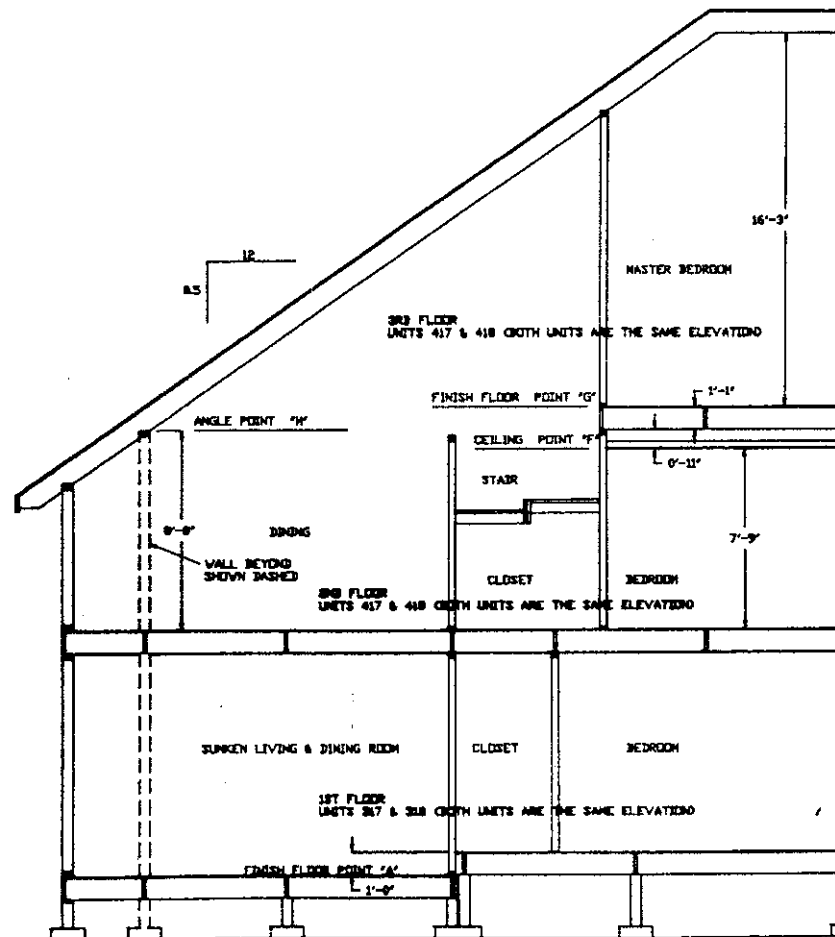 16'-3"
12
8.5
MASTER BEDROOM
3RD FLOOR
UNITS 417 & 418 (BOTH UNITS ARE THE SAME ELEVATION)
FINISH FLOOR POINT "G"
1'-1"
ANGLE POINT "H"
CEILING POINT "F"
0'-11"
STAIR
8'-8"
DINING
7'-9"
WALL BEYOND
SHOWN DASHED
CLOSET
BEDROOM
2ND FLOOR
UNITS 417 & 418 (BOTH UNITS ARE THE SAME ELEVATION)
SUNKEN LIVING & DINING ROOM
CLOSET
BEDROOM
1ST FLOOR
UNITS 317 & 318 (BOTH UNITS ARE THE SAME ELEVATION)
FINISH FLOOR POINT "A"